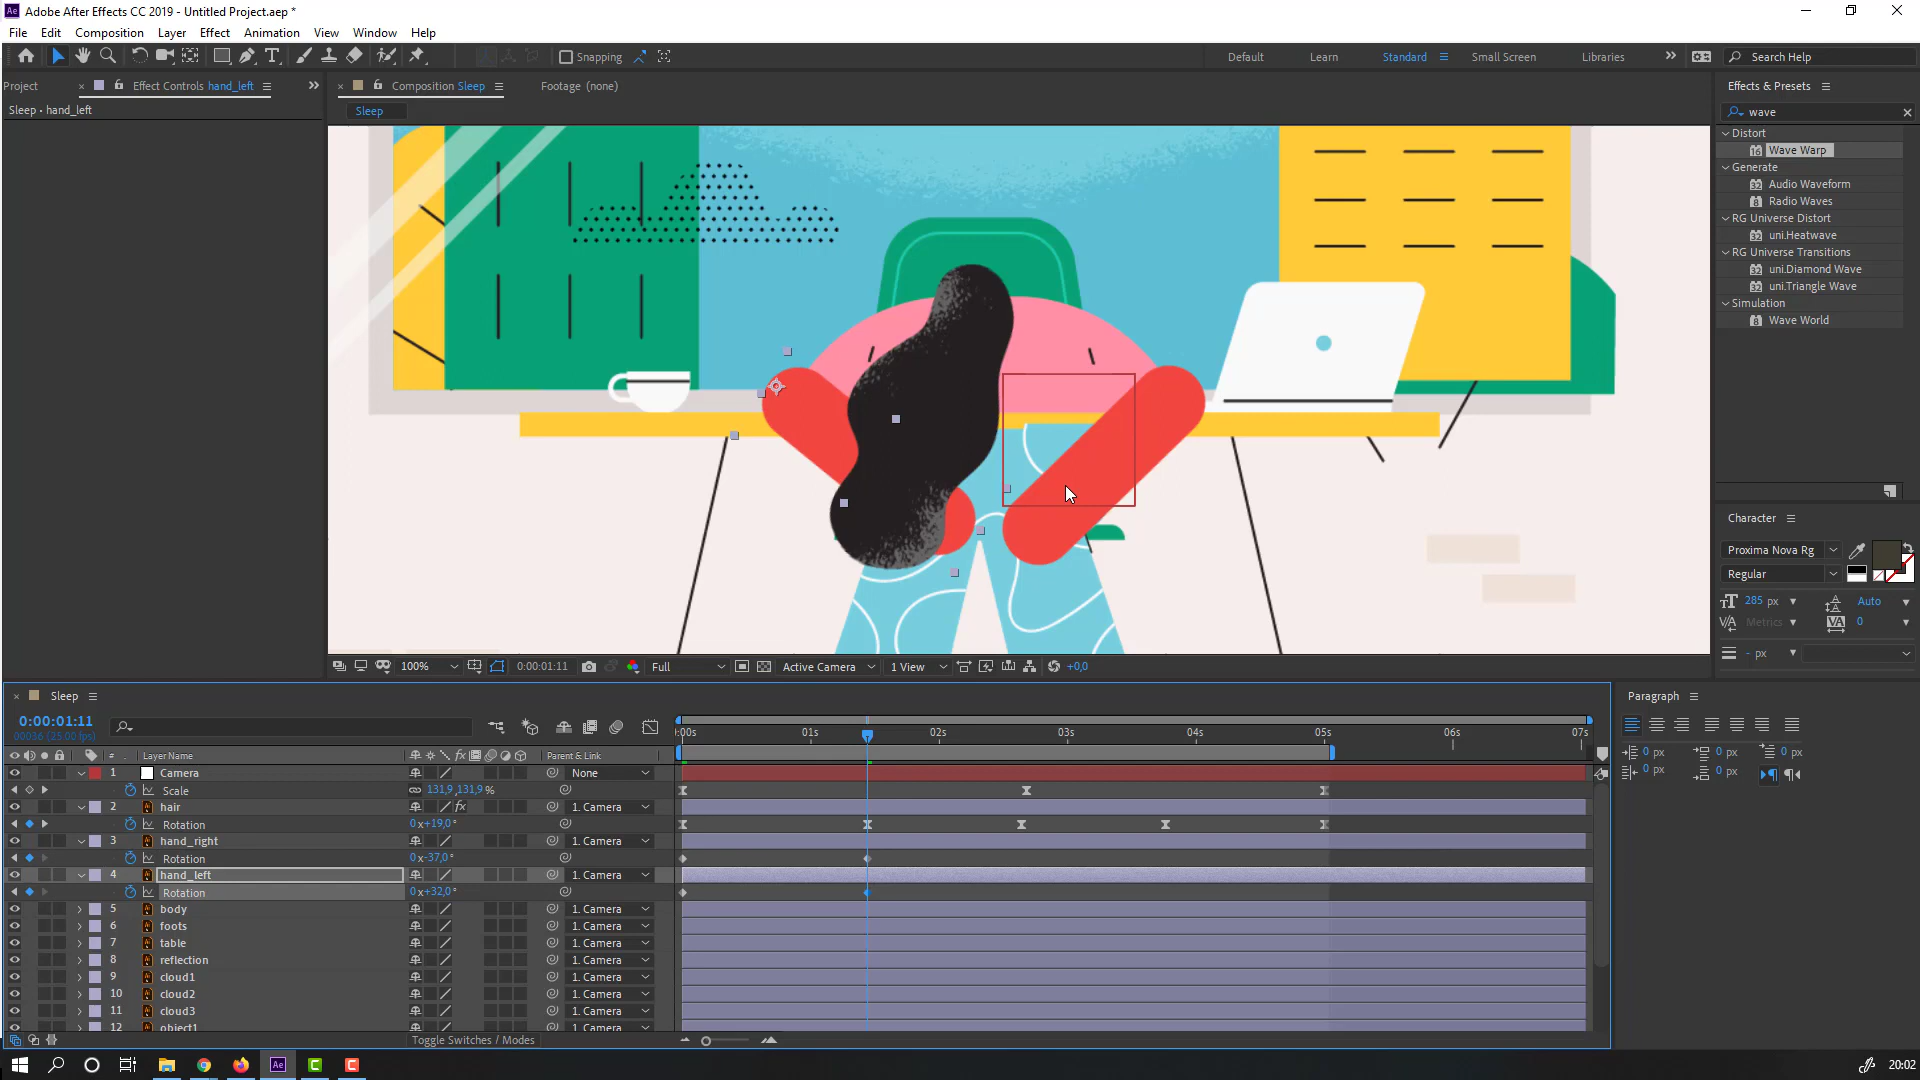 Adobe After Effects CC 2019 - Untitled Project.aep *
File Edit Composition Layer Effect Animation View Window Help
Snapping
Default Learn Standard Small Screen Libraries Search Help
Project Effect Controls hand_left Composition Sleep Footage (none)
Sleep • hand_left
Sleep
Effects & Presets
wave
Distort
Wave Warp
Generate
Audio Waveform
Radio Waves
RG Universe Distort
uni.Heatwave
RG Universe Transitions
uni.Diamond Wave
uni.Triangle Wave
Simulation
Wave World
Character
Proxima Nova Rg
Regular
285 px Auto
Metrics 0
- px
100% 0:00:01:11 Full Active Camera 1 View +0,0
Sleep
0:00:01:11
00036 (25.00 fps)
:00s 01s 02s 03s 04s 05s 06s 07s
# Layer Name Parent & Link
1 Camera None
Scale 131,9,131,9 %
2 hair fx 1. Camera
Rotation 0x+19,0°
3 hand_right 1. Camera
Rotation 0x-37,0°
4 hand_left 1. Camera
Rotation 0x+32,0°
5 body 1. Camera
6 foots 1. Camera
7 table 1. Camera
8 reflection 1. Camera
9 cloud1 1. Camera
10 cloud2 1. Camera
11 cloud3 1. Camera
12 object1 1. Camera
Toggle Switches / Modes
Paragraph
0 px 0 px 0 px
0 px 0 px
20:02